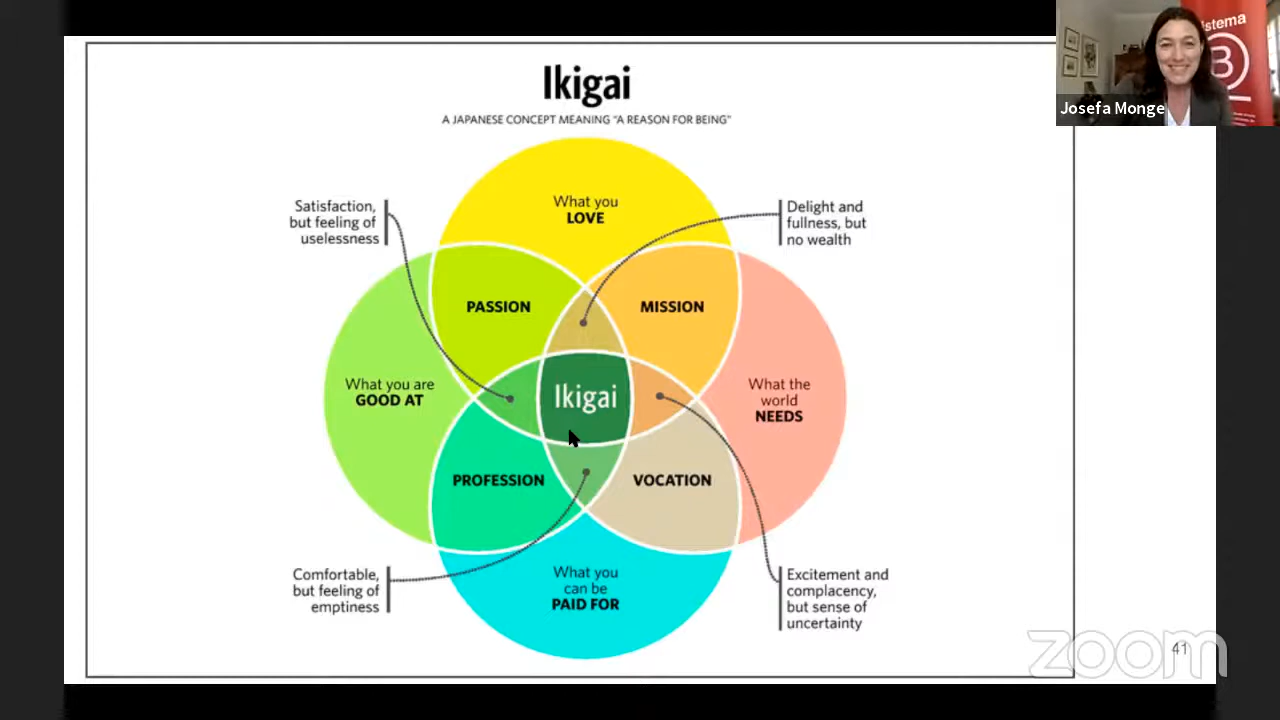 Ikigai
A JAPANESE CONCEPT MEANING "A REASON FOR BEING"
What you
LOVE
Satisfaction,
but feeling of
uselessness
Delight and
fullness, but
no wealth
PASSION
MISSION
What you are
GOOD AT
Ikigai
What the
world
NEEDS
PROFESSION
VOCATION
Comfortable,
but feeling of
emptiness
What you
can be
PAID FOR
Excitement and
complacency,
but sense of
uncertainty
41
zoom
istema
B
Josefa Monge